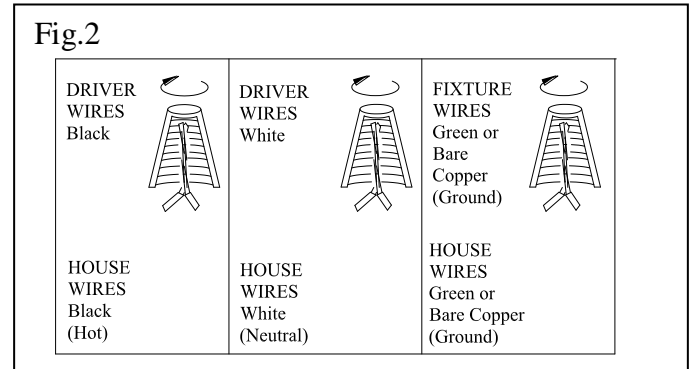 Fig.2
DRIVER
WIRES
Black
HOUSE
WIRES
Black
(Hot)
DRIVER
WIRES
White
HOUSE
WIRES
White
(Neutral)
FIXTURE
WIRES
Green or
Bare
Copper
(Ground)
HOUSE
WIRES
Green or
Bare Copper
(Ground)